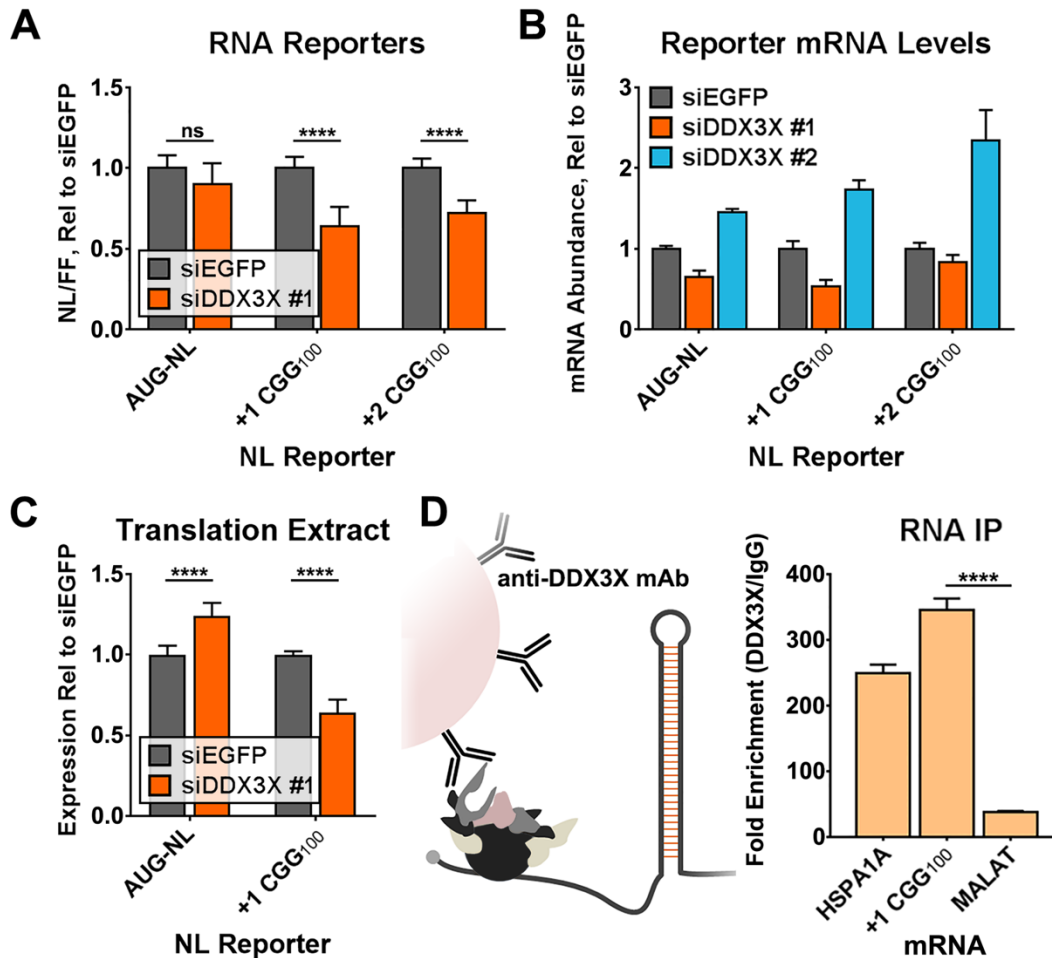 A
RNA Reporters
NL/FF, Rel to siEGFP
1.5
1.0
0.5
0.0
ns
****
****
siEGFP
siDDX3X #1
AUG-NL
+1 CGG100
+2 CGG100
NL Reporter
B
Reporter mRNA Levels
mRNA Abundance, Rel to siEGFP
3
2
1
0
siEGFP
siDDX3X #1
siDDX3X #2
AUG-NL
+1 CGG100
+2 CGG100
NL Reporter
C
Translation Extract
Expression Rel to siEGFP
1.5
1.0
0.5
0.0
****
****
siEGFP
siDDX3X #1
AUG-NL
+1 CGG100
NL Reporter
D
anti-DDX3X mAb
RNA IP
Fold Enrichment (DDX3X/IgG)
400
300
200
100
0
****
HSPA1A
+1 CGG100
MALAT
mRNA